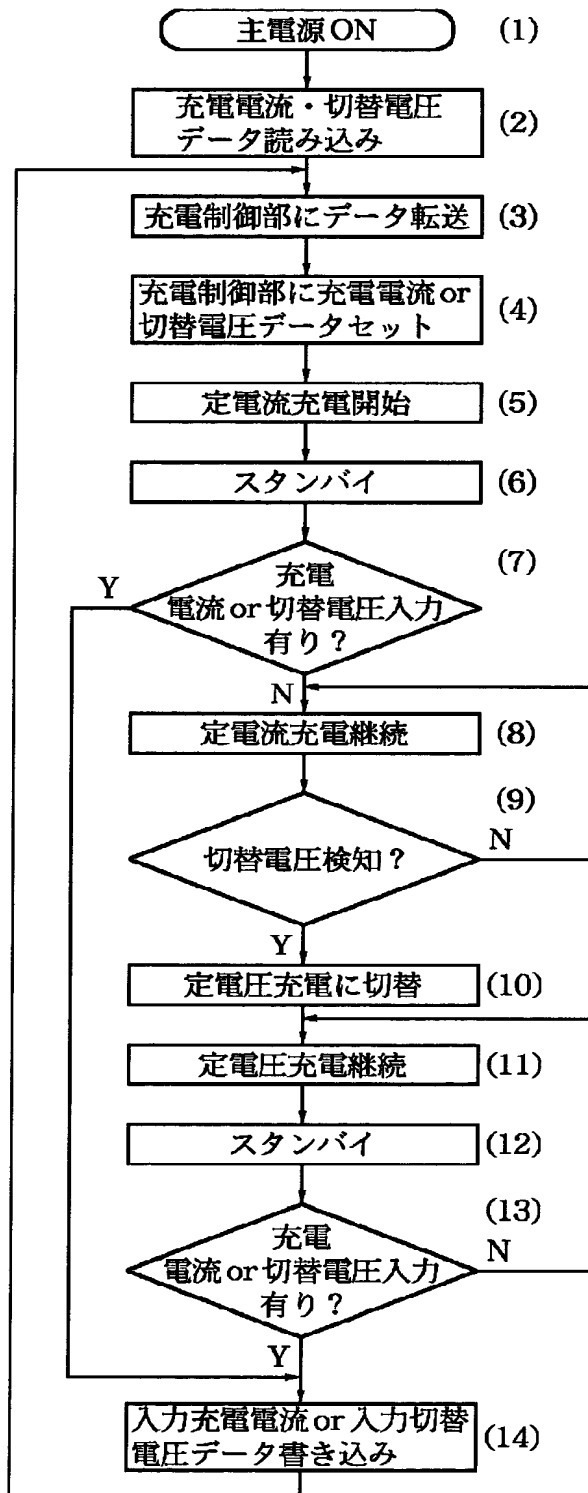 主電源ON
(1)
充電電流・切替電圧
データ読み込み
(2)
充電制御部にデータ転送
(3)
充電制御部に充電電流or
切替電圧データセット
(4)
定電流充電開始
(5)
スタンバイ
(6)
(7)
充電
電流or切替電圧入力
有り?
Y
N
定電流充電継続
(8)
(9)
切替電圧検知?
N
Y
定電圧充電に切替
(10)
定電圧充電継続
(11)
スタンバイ
(12)
(13)
充電
電流or切替電圧入力
有り?
N
Y
入力充電電流or入力切替
電圧データ書き込み
(14)